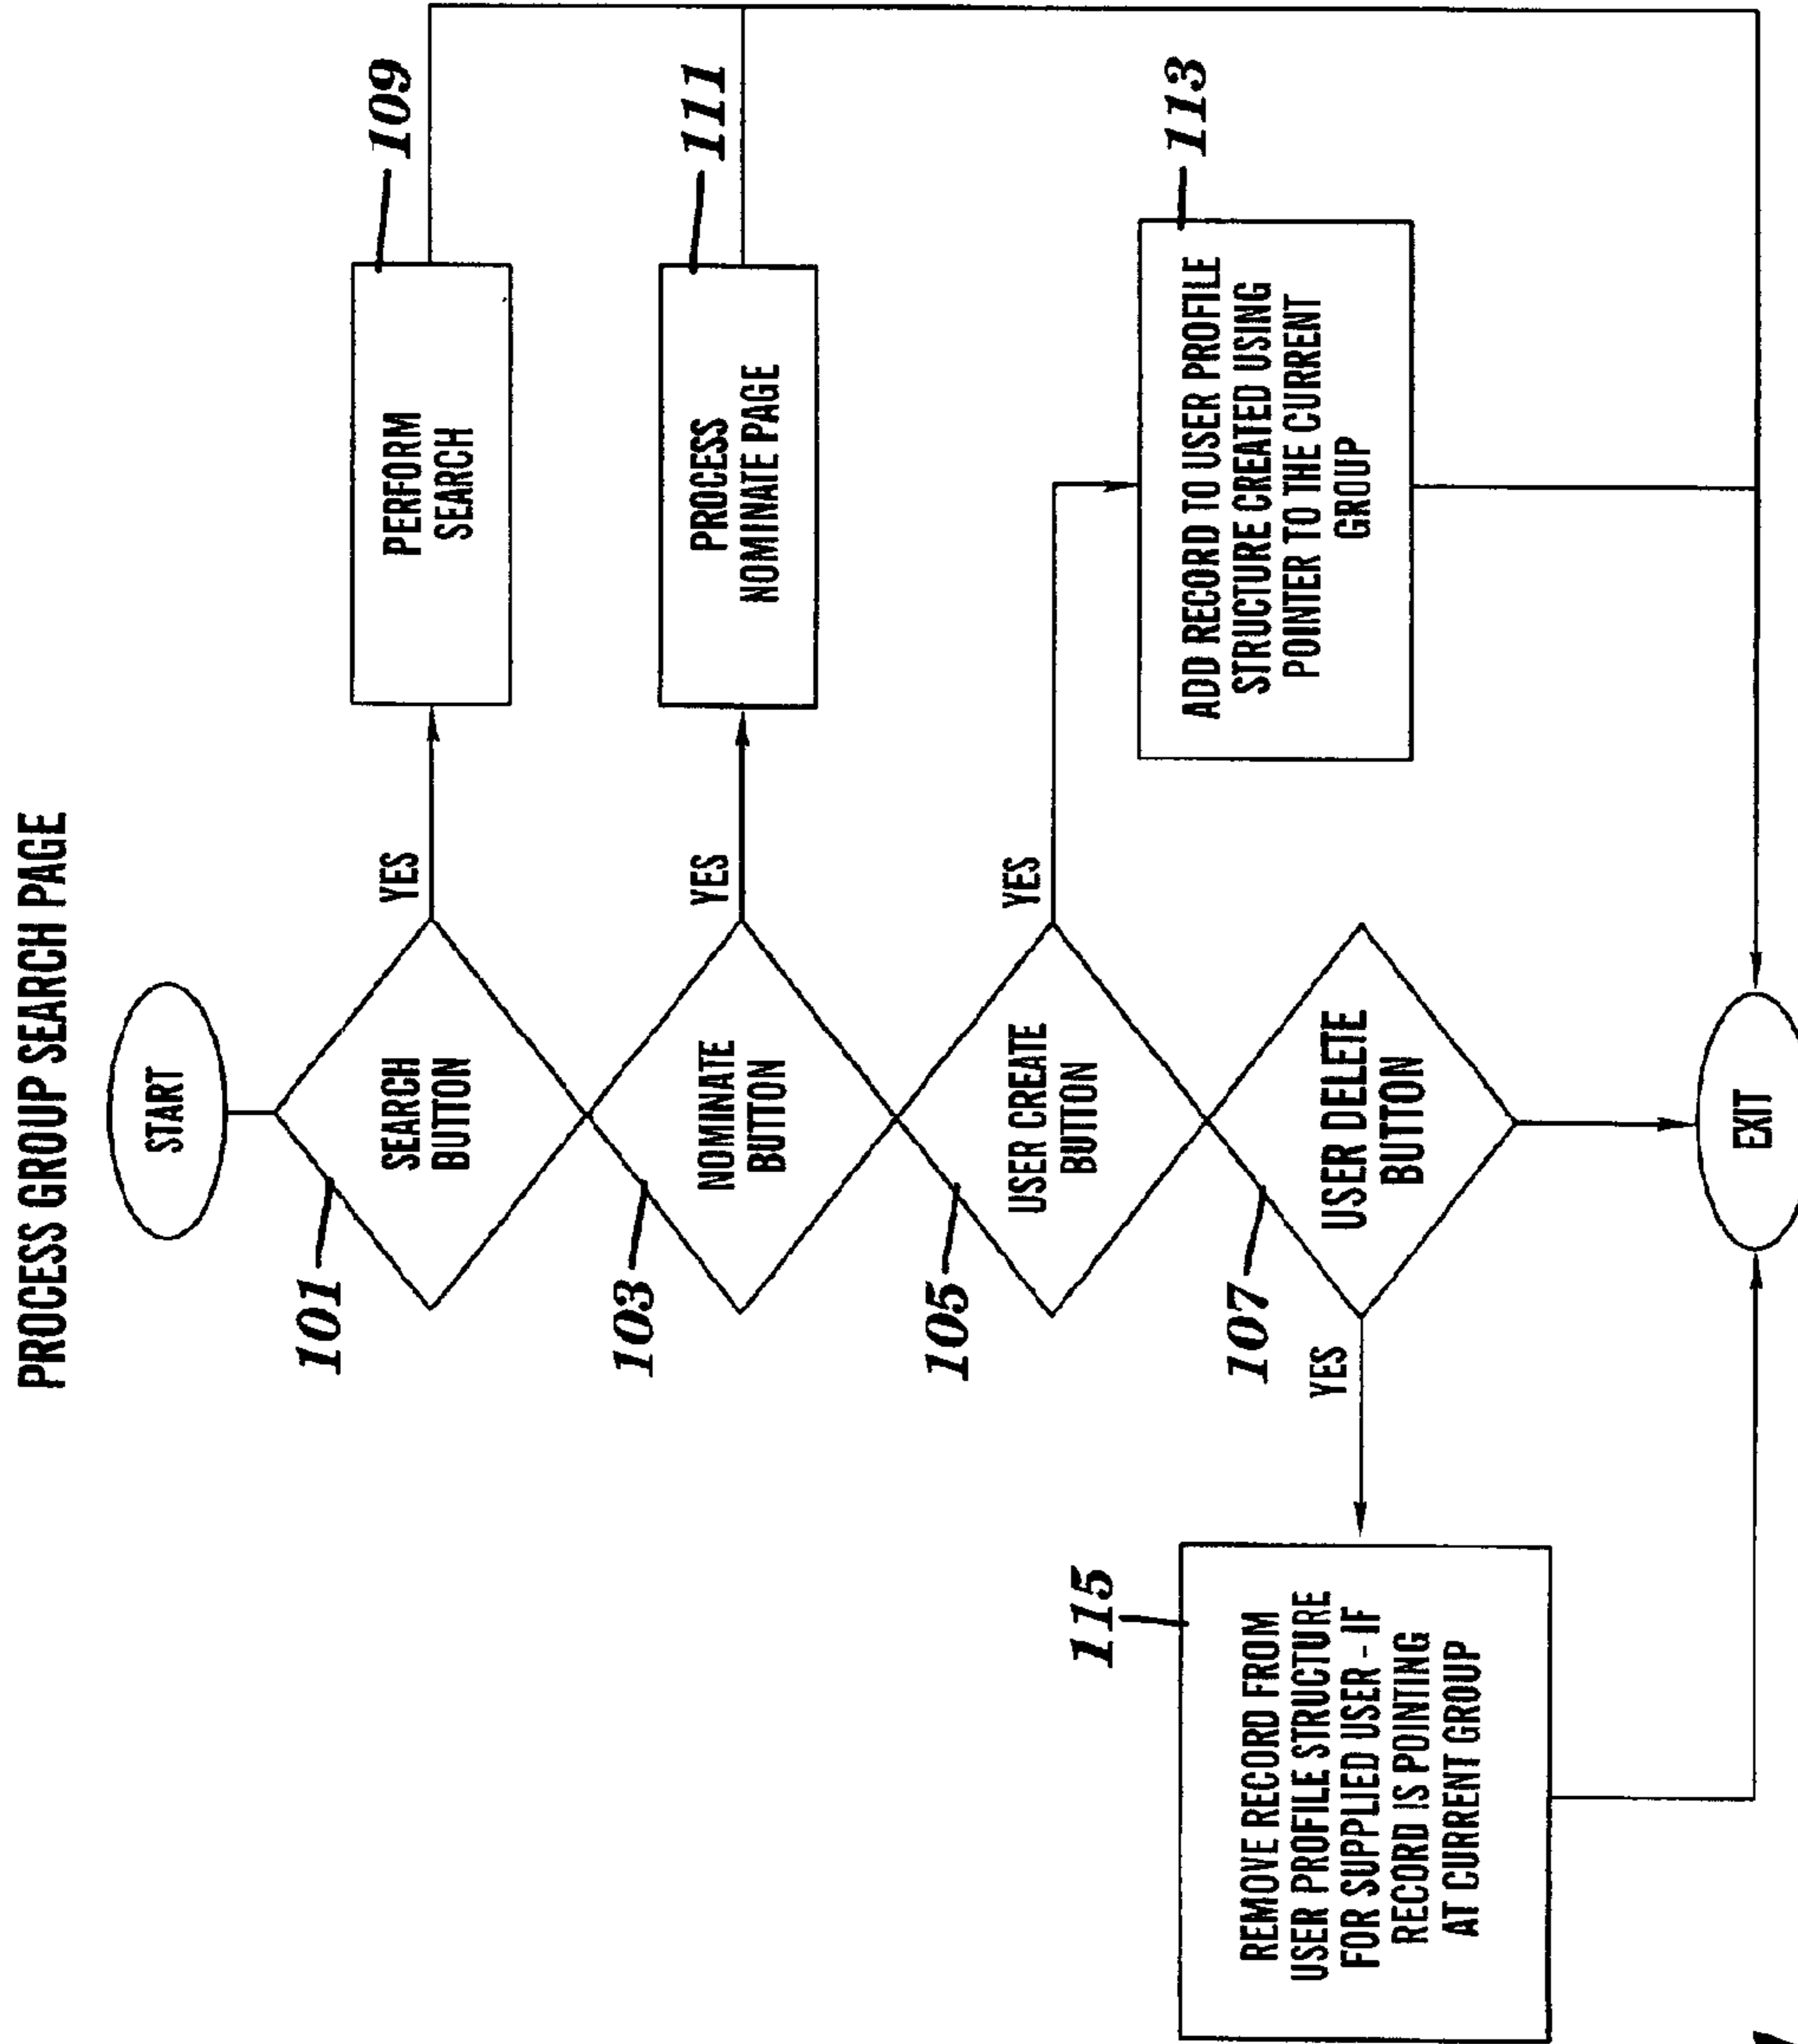 PROCESS GROUP SEARCH PAGE
START
101
SEARCH
BUTTON
YES
PERFORM
SEARCH
109
103
NOMINATE
BUTTON
YES
PROCESS
NOMINATE PAGE
111
105
USER CREATE
BUTTON
YES
ADD RECORD TO USER PROFILE
STRUCTURE CREATED USING
POINTER TO THE CURRENT
GROUP
113
107
USER DELETE
BUTTON
YES
115
REMOVE RECORD FROM
USER PROFILE STRUCTURE
FOR SUPPLIED USER - IF
RECORD IS POINTING
AT CURRENT GROUP
EXIT